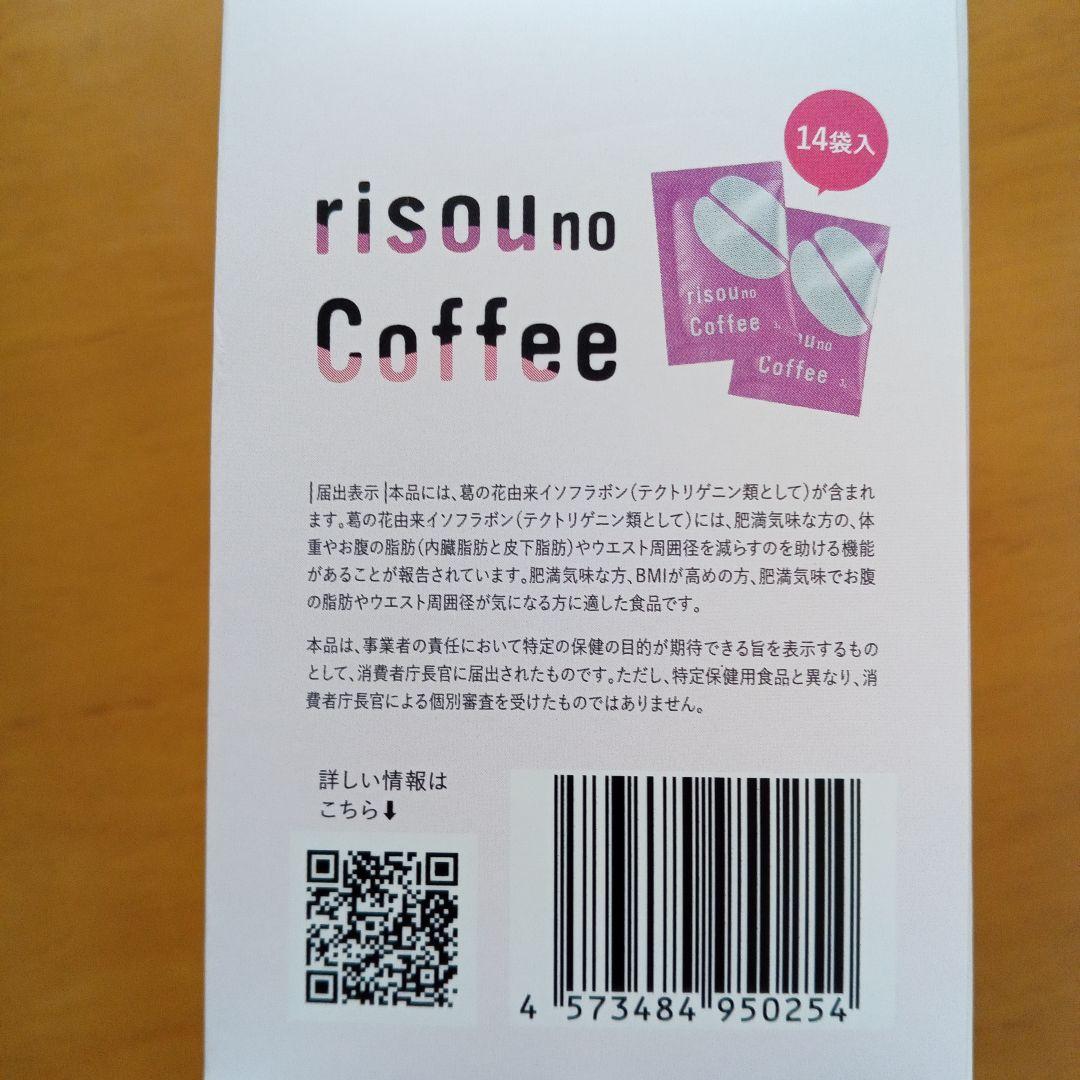 14袋入
risou no
Coffee
risou no
Coffee
ou no
Coffee
|届出表示|本品には、葛の花由来イソフラボン(テクトリゲニン類として)が含まれ
ます。葛の花由来イソフラボン(テクトリゲニン類として)には、肥満気味な方の、体
重やお腹の脂肪(内臓脂肪と皮下脂肪)やウエスト周囲径を減らすのを助ける機能
があることが報告されています。肥満気味な方、BMIが高めの方、肥満気味でお腹
の脂肪やウエスト周囲径が気になる方に適した食品です。
本品は、事業者の責任において特定の保健の目的が期待できる旨を表示するもの
として、消費者庁長官に届出されたものです。ただし、特定保健用食品と異なり、消
費者庁長官による個別審査を受けたものではありません。
詳しい情報は
こちら⬇
4 573484 950254